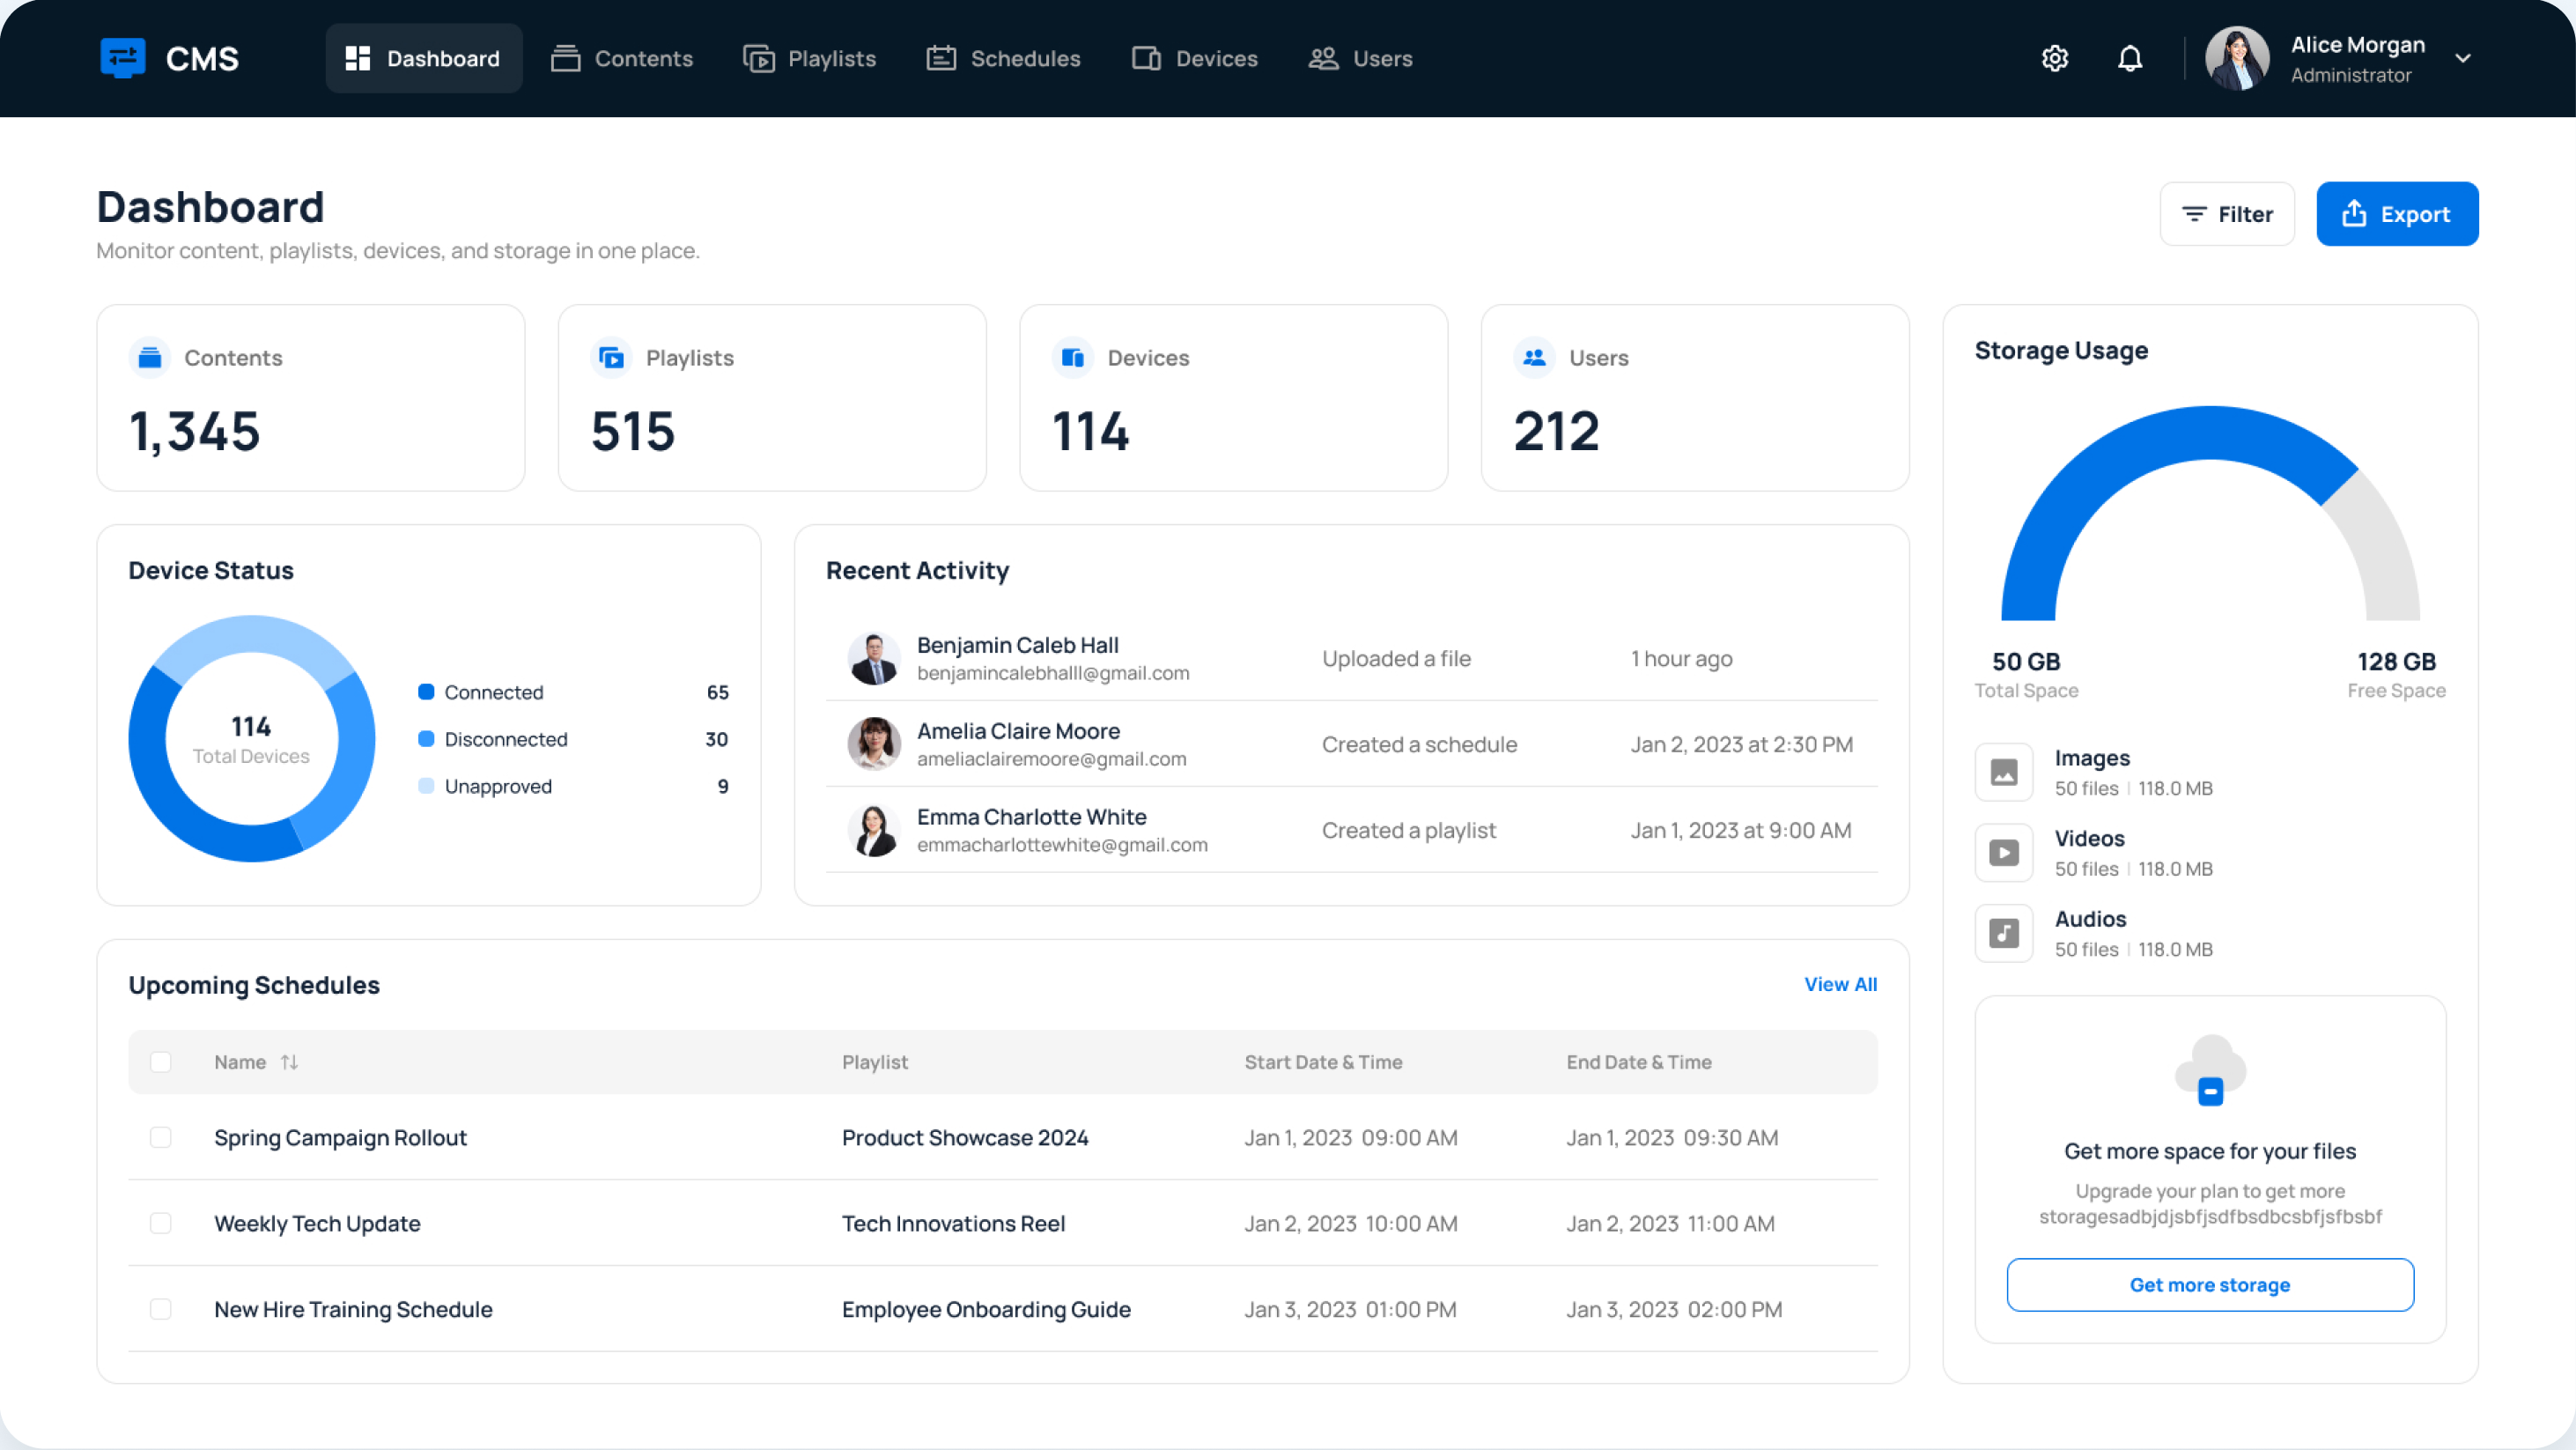 CMS
Dashboard
Contents
Playlists
Schedules
Devices
Users
Alice Morgan
Administrator
Dashboard
Monitor content, playlists, devices, and storage in one place.
Filter
Export
Contents
1,345
Playlists
515
Devices
114
Users
212
Device Status
114
Total Devices
Connected 65
Disconnected 30
Unapproved 9
Recent Activity
Benjamin Caleb Hall
benjamincalebhalll@gmail.com
Uploaded a file
1 hour ago
Amelia Claire Moore
ameliaclairemoore@gmail.com
Created a schedule
Jan 2, 2023 at 2:30 PM
Emma Charlotte White
emmacharlottewhite@gmail.com
Created a playlist
Jan 1, 2023 at 9:00 AM
Upcoming Schedules
View All
Name Playlist Start Date & Time End Date & Time
Spring Campaign Rollout Product Showcase 2024 Jan 1, 2023 09:00 AM Jan 1, 2023 09:30 AM
Weekly Tech Update Tech Innovations Reel Jan 2, 2023 10:00 AM Jan 2, 2023 11:00 AM
New Hire Training Schedule Employee Onboarding Guide Jan 3, 2023 01:00 PM Jan 3, 2023 02:00 PM
Storage Usage
50 GB
Total Space
128 GB
Free Space
Images
50 files | 118.0 MB
Videos
50 files | 118.0 MB
Audios
50 files | 118.0 MB
Get more space for your files
Upgrade your plan to get more
storagesadbjdjsbfjsdfbsdbcsbfjsfbsbf
Get more storage